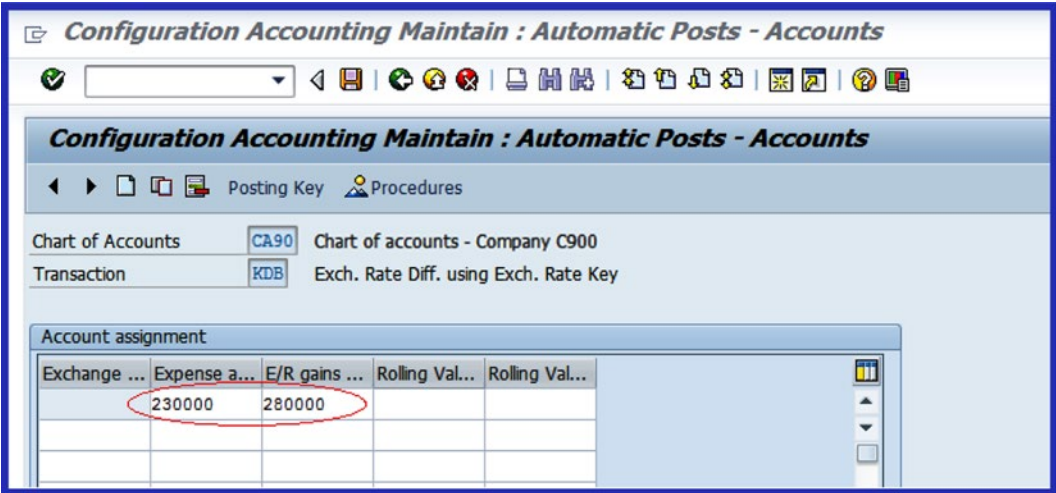 Configuration Accounting Maintain : Automatic Posts - Accounts
Configuration Accounting Maintain : Automatic Posts - Accounts
Posting Key Procedures
Chart of Accounts CA90 Chart of accounts - Company C900
Transaction KDB Exch. Rate Diff. using Exch. Rate Key
Account assignment
Exchange ... Expense a... E/R gains ... Rolling Val... Rolling Val...
230000 280000